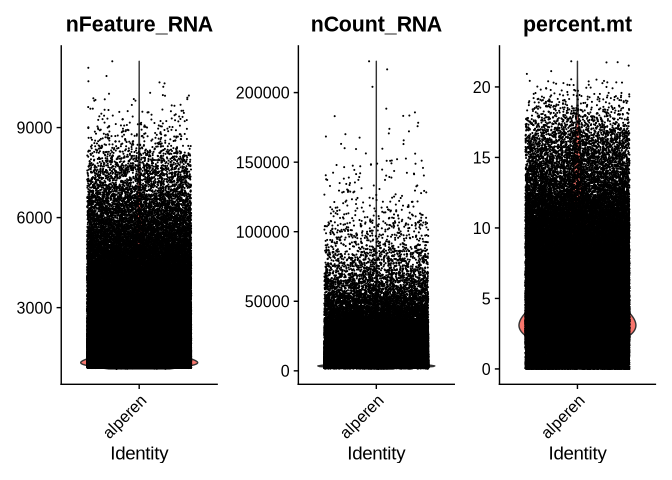 nFeature_RNA
9000
6000
3000
alperen
Identity
nCount_RNA
200000
150000
100000
50000
0
alperen
Identity
percent.mt
20
15
10
5
0
alperen
Identity